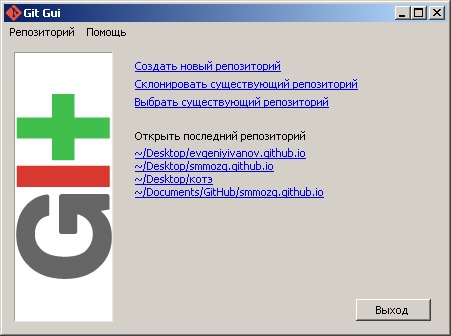 Git Gui
Репозиторий Помощь
Создать новый репозиторий
Склонировать существующий репозиторий
Выбрать существующий репозиторий
Открыть последний репозиторий
~/Desktop/evgeniyivanov.github.io
~/Desktop/smmozg.github.io
~/Desktop/котэ
~/Documents/GitHub/smmozg.github.io
GIt
Выход